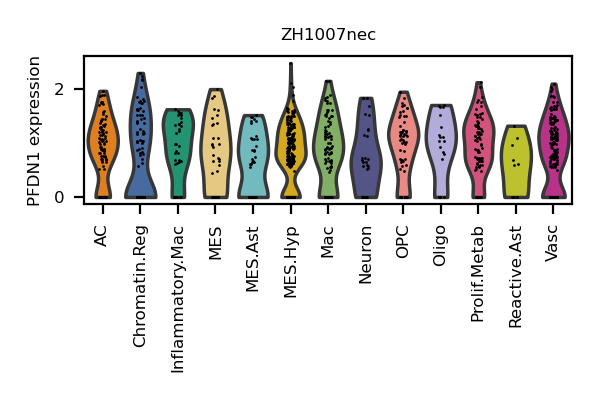 ZH1007nec
PFDN1 expression
2
0
AC
Chromatin.Reg
Inflammatory.Mac
MES
MES.Ast
MES.Hyp
Mac
Neuron
OPC
Oligo
Prolif.Metab
Reactive.Ast
Vasc